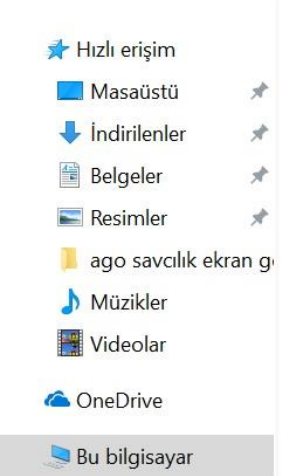 Hızlı erişim
Masaüstü
İndirilenler
Belgeler
Resimler
ago savcılık ekran
Müzikler
Videolar
OneDrive
Bu bilgisayar